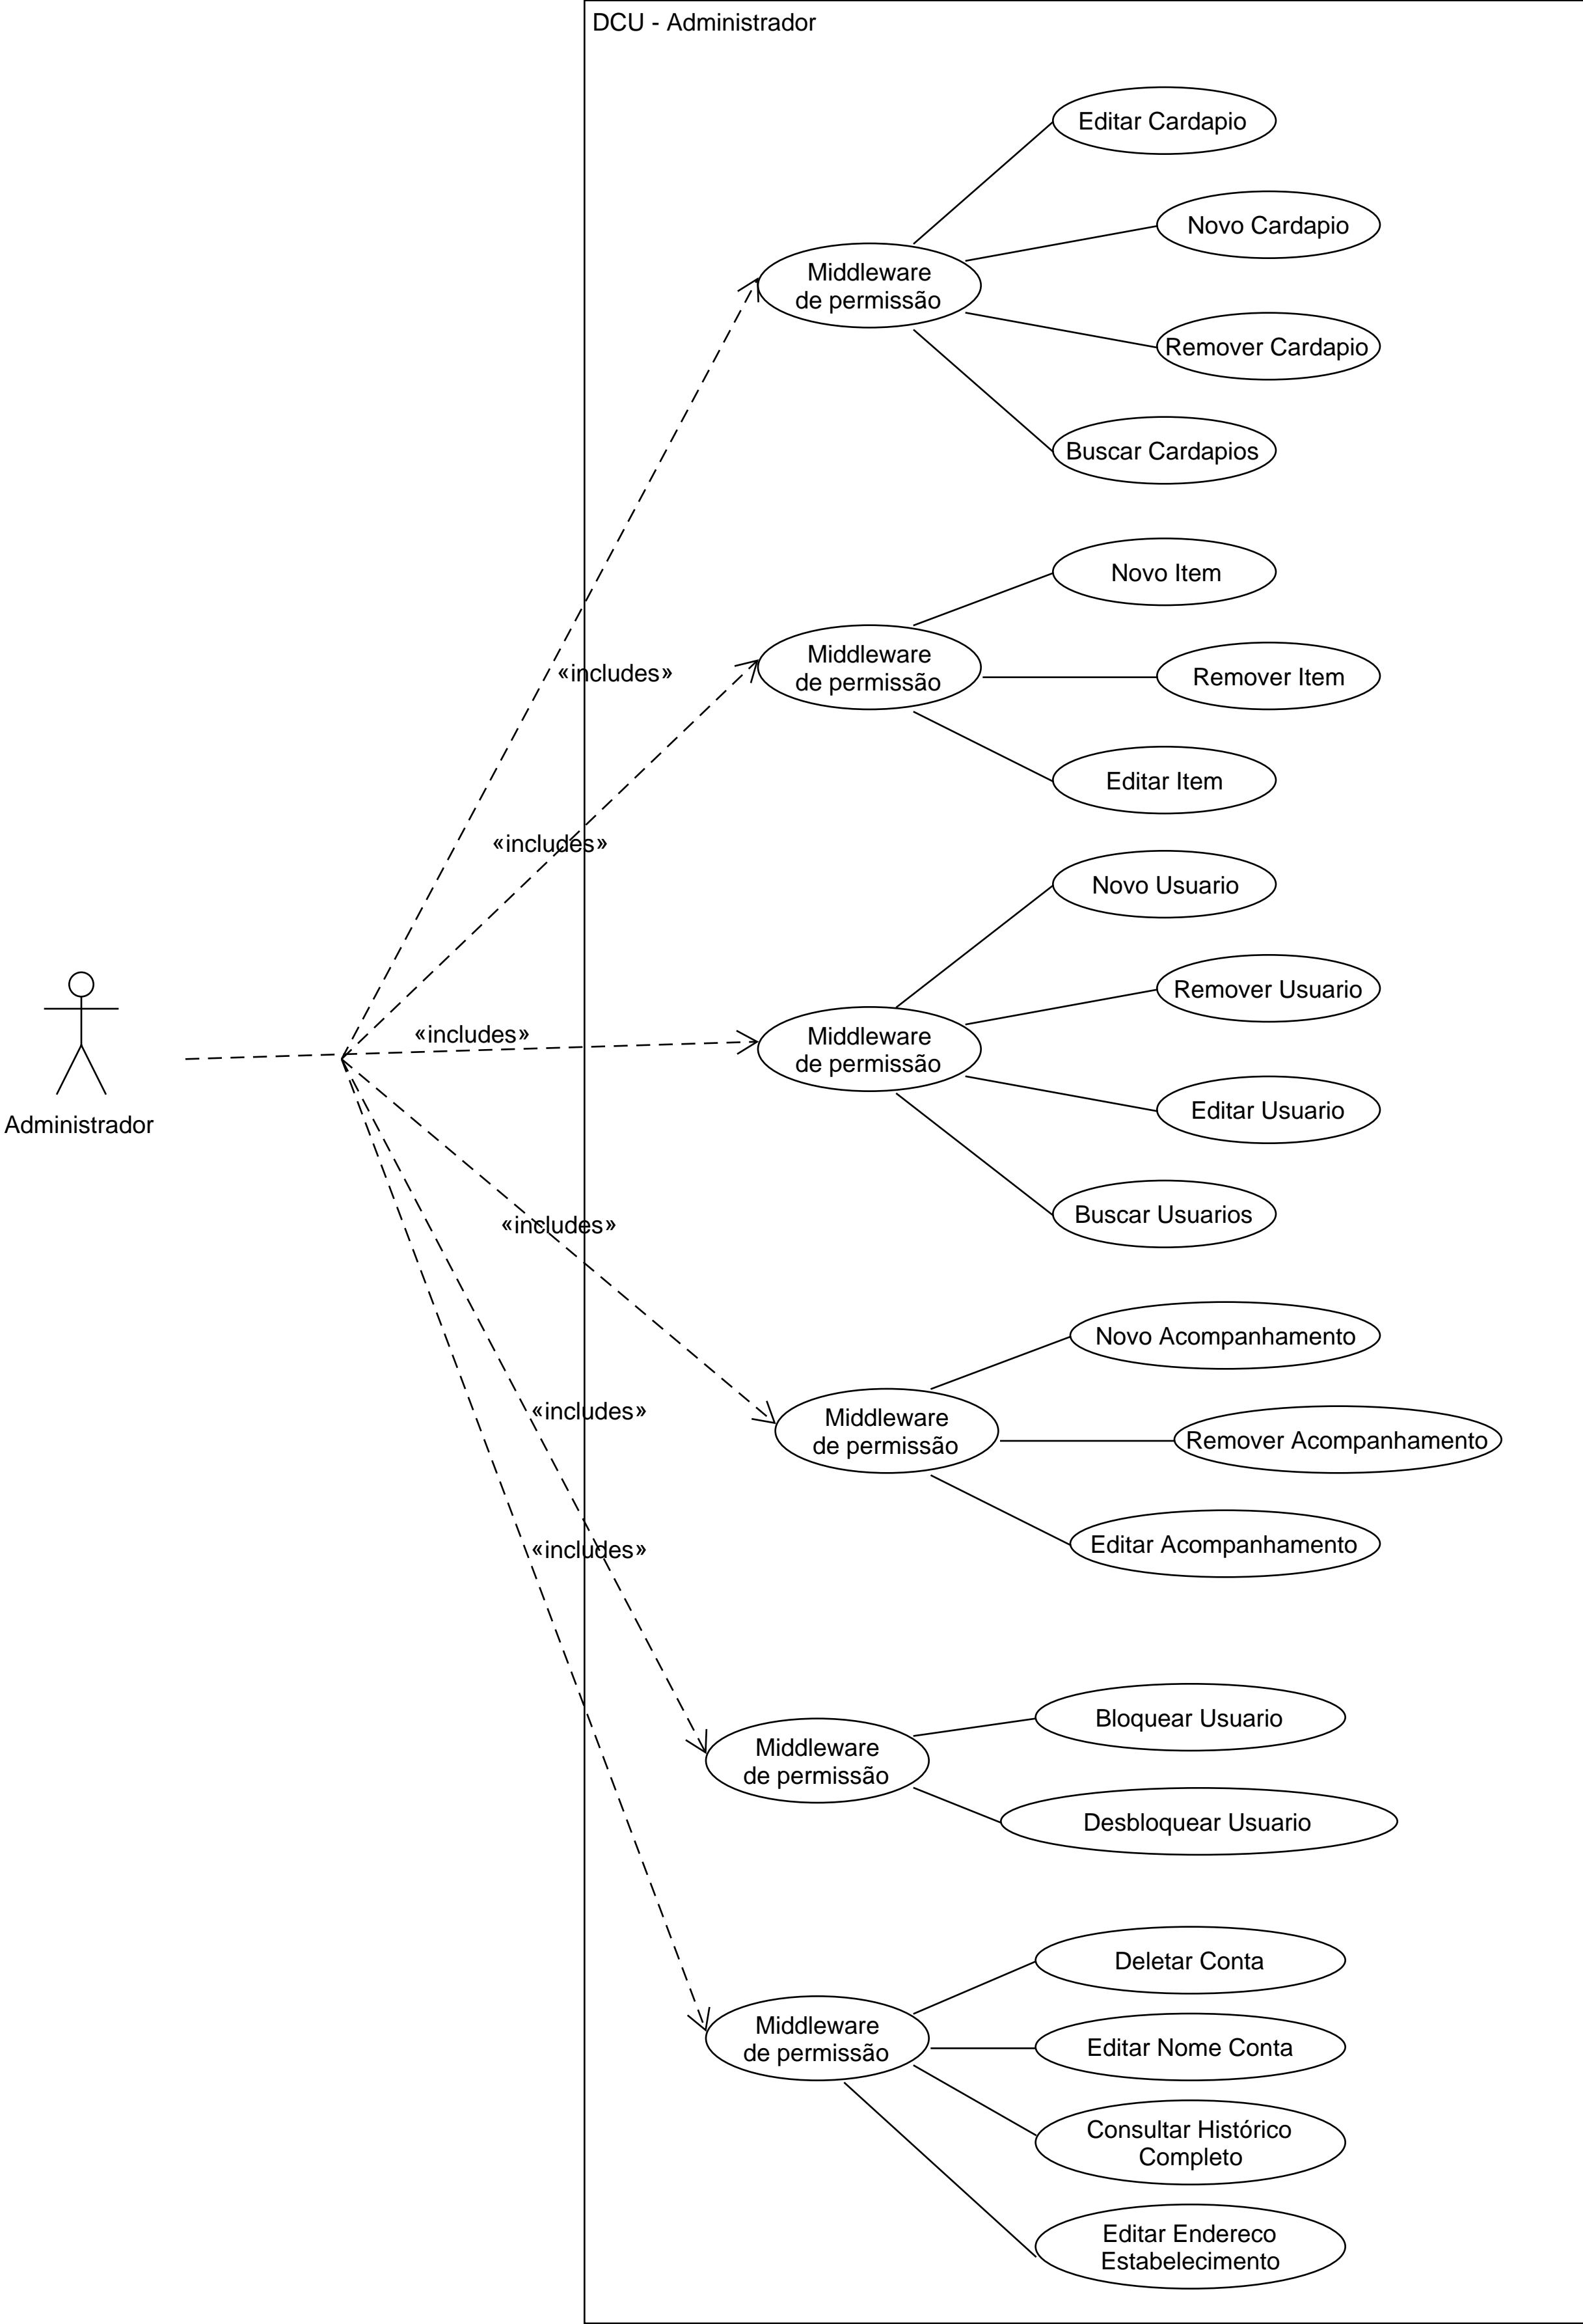 DCU - Administrador
Editar Cardapio
Novo Cardapio
Middleware
de permissão
Remover Cardapio
Buscar Cardapios
Novo Item
«includes»
Middleware
de permissão
Remover Item
Editar Item
«includes»
Novo Usuario
Remover Usuario
«includes»
Middleware
de permissão
Editar Usuario
Administrador
Buscar Usuarios
«includes»
Novo Acompanhamento
«includes»
Middleware
de permissão
Remover Acompanhamento
Editar Acompanhamento
«includes»
Bloquear Usuario
Middleware
de permissão
Desbloquear Usuario
Deletar Conta
Middleware
de permissão
Editar Nome Conta
Consultar Histórico
Completo
Editar Endereco
Estabelecimento